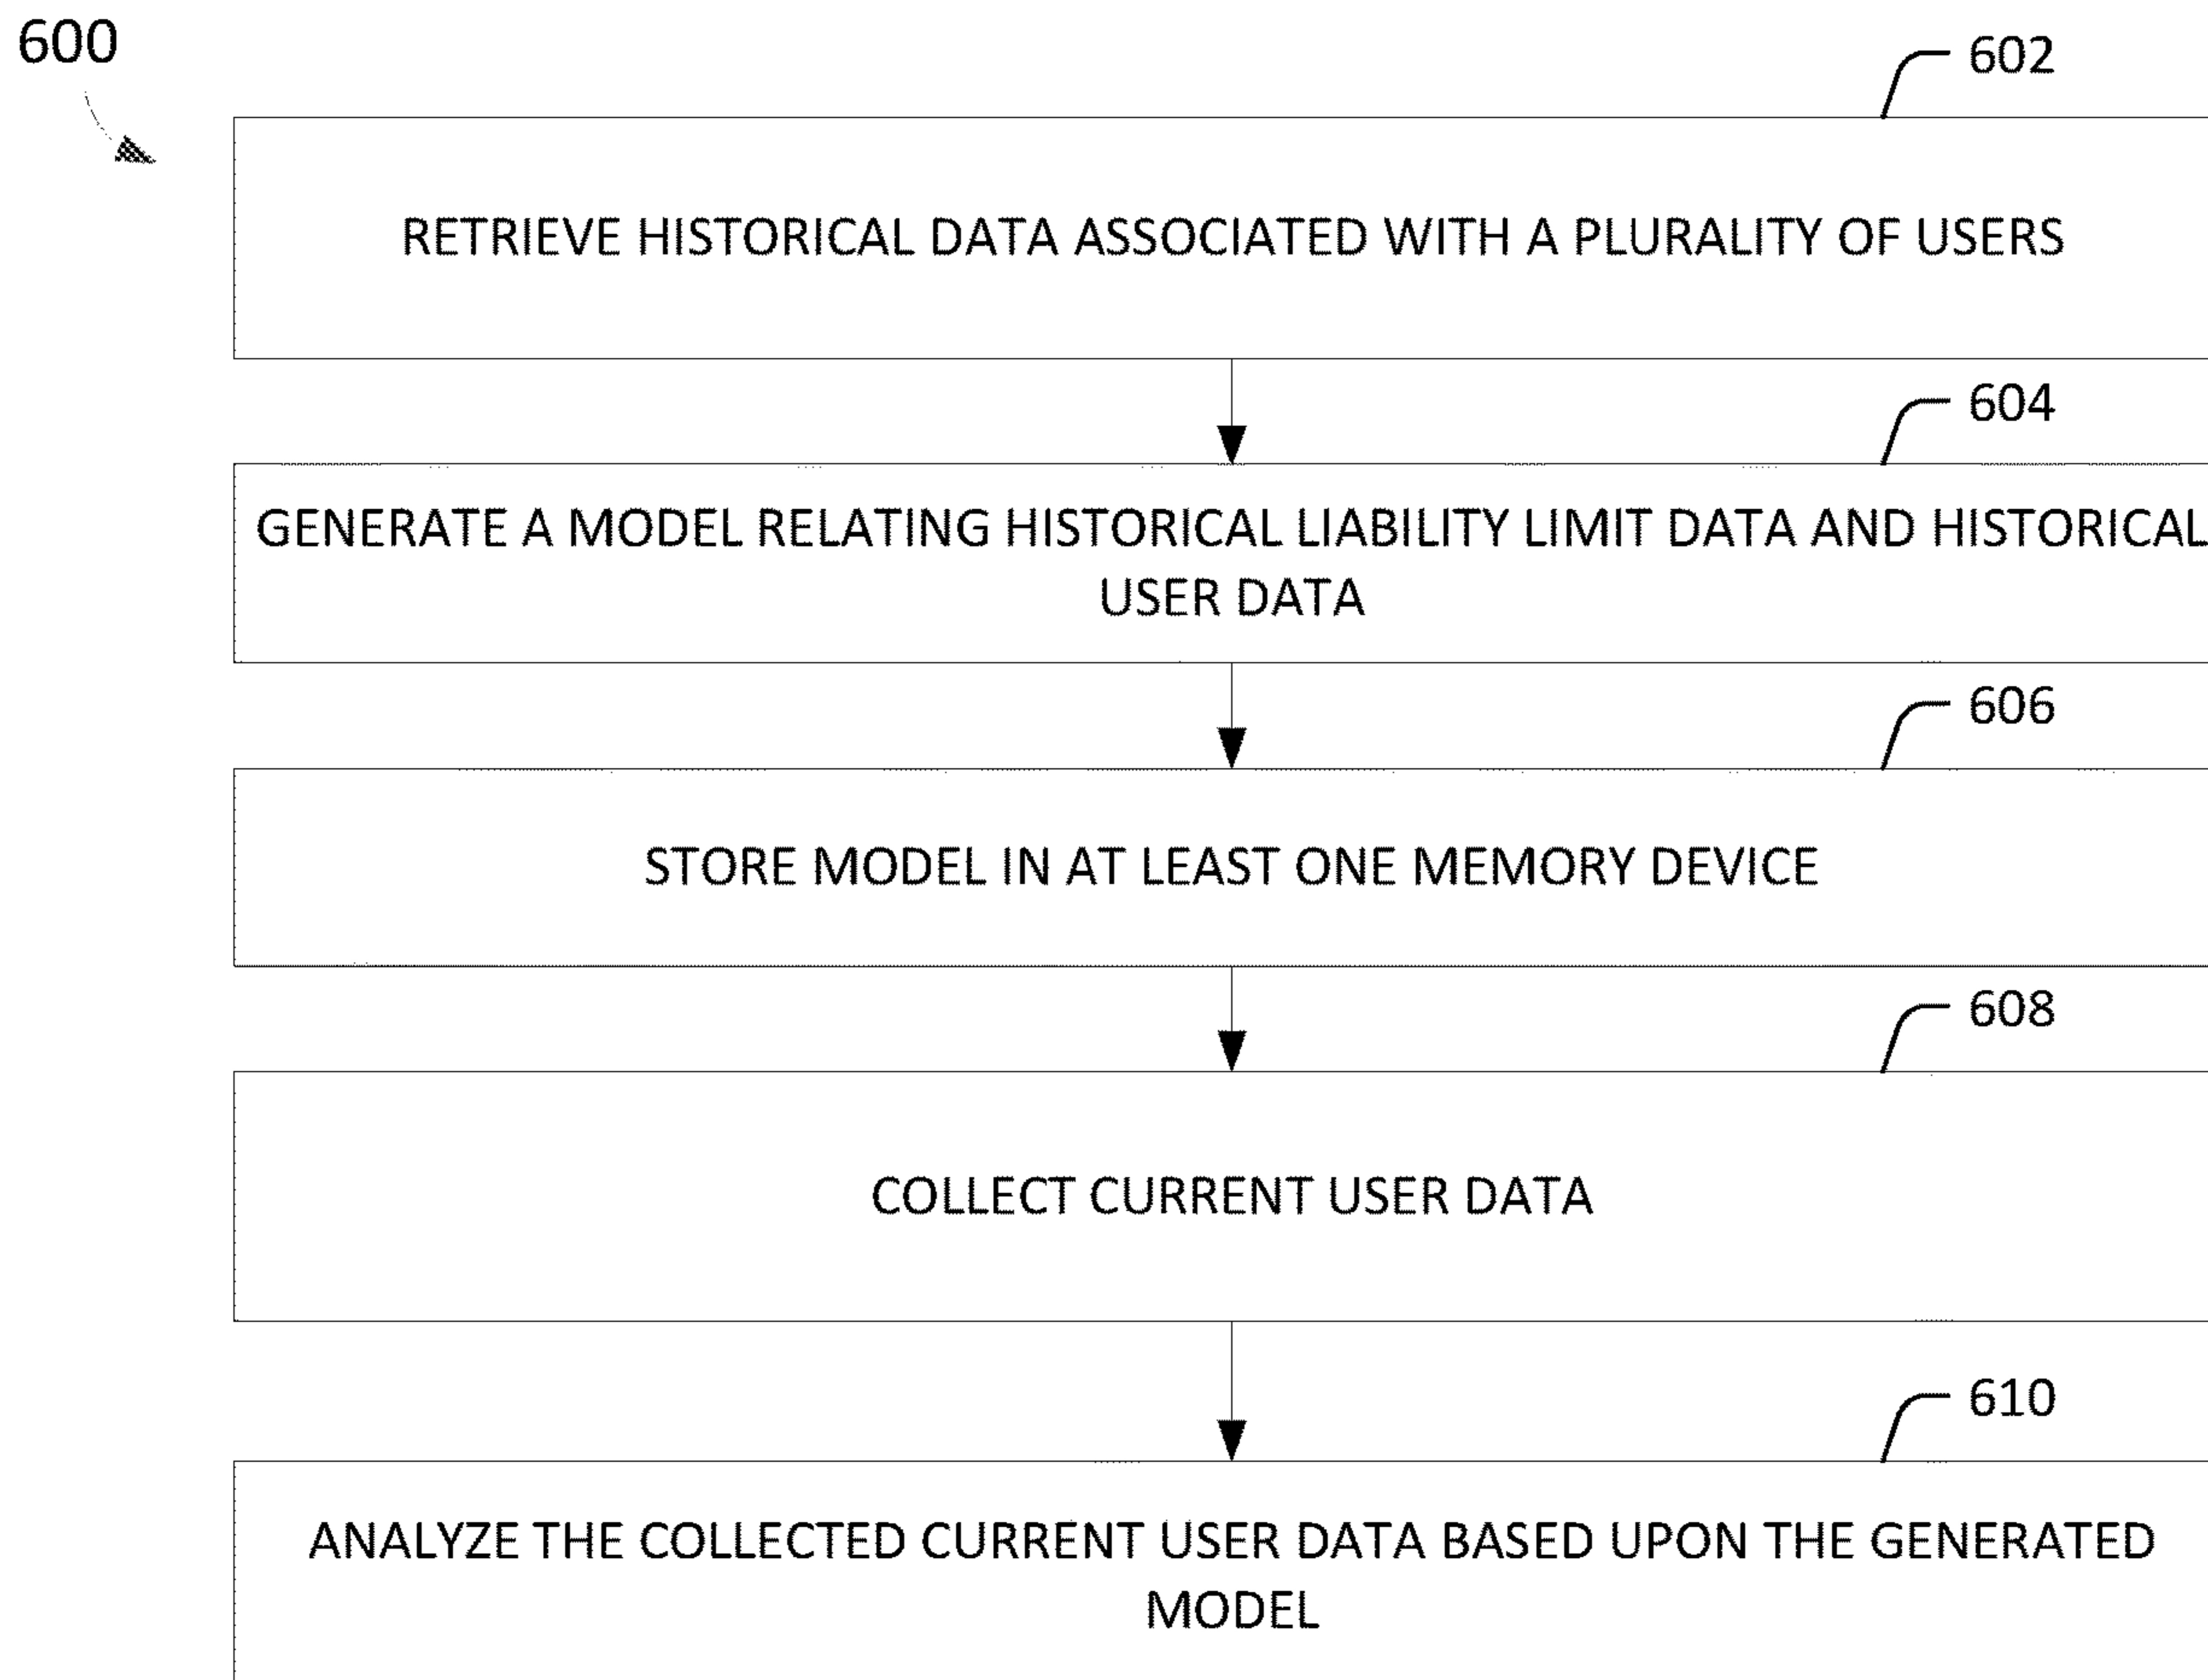 600
602
RETRIEVE HISTORICAL DATA ASSOCIATED WITH A PLURALITY OF USERS
604
GENERATE A MODEL RELATING HISTORICAL LIABILITY LIMIT DATA AND HISTORICAL
USER DATA
606
STORE MODEL IN AT LEAST ONE MEMORY DEVICE
608
COLLECT CURRENT USER DATA
610
ANALYZE THE COLLECTED CURRENT USER DATA BASED UPON THE GENERATED
MODEL